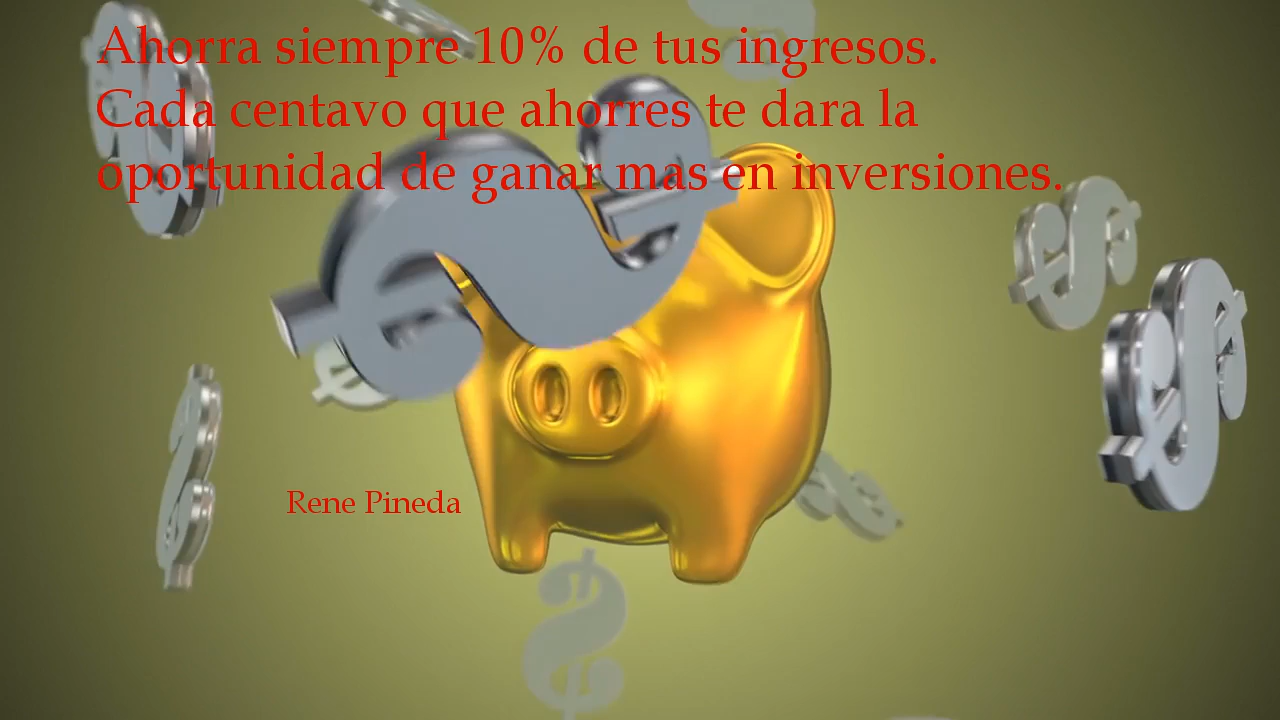 Ahorra siempre 10% de tus ingresos.
Cada centavo que ahorres te dara la
oportunidad de ganar mas en inversiones.
Rene Pineda